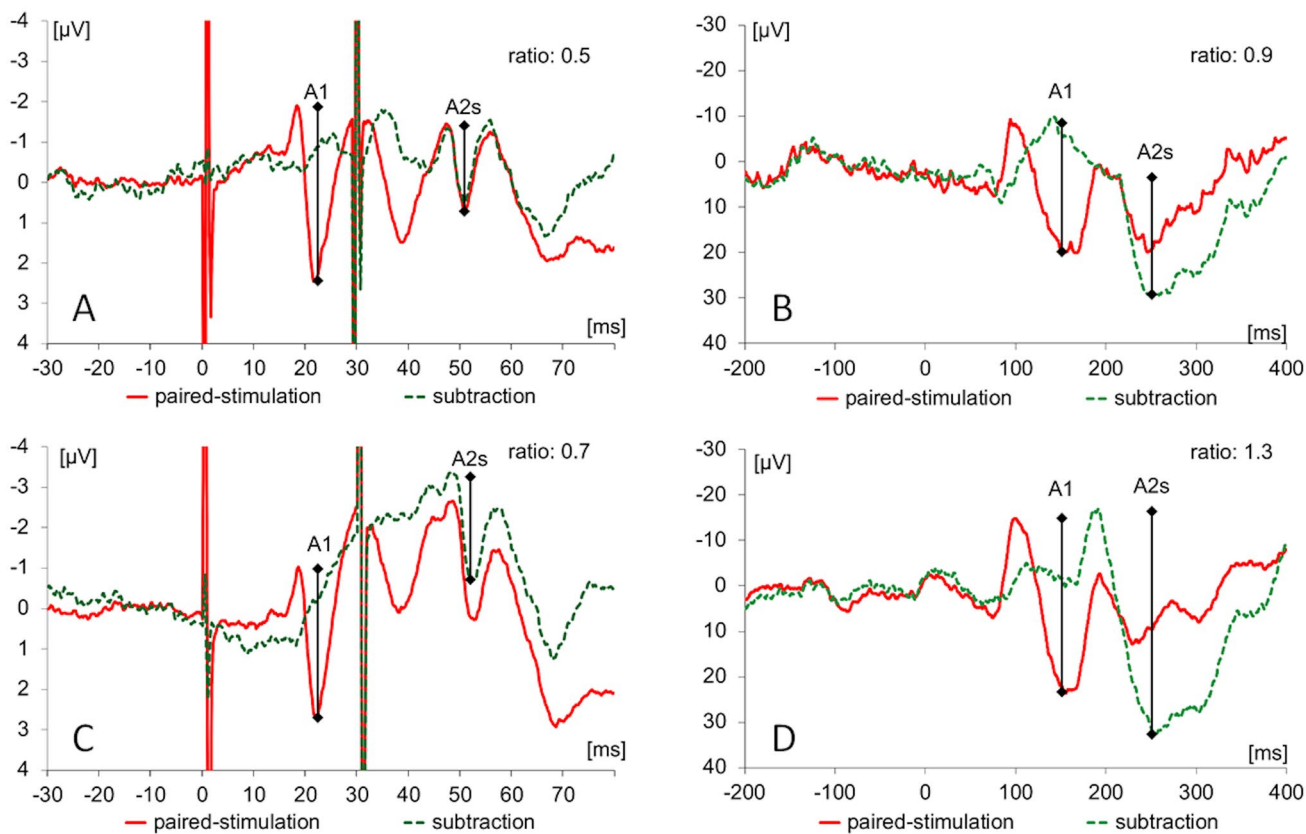 -4
[µV]
-3
ratio: 0.5
-2
A1
A2s
-1
0
1
2
3
A
[ms]
4
-30 -20 -10 0 10 20 30 40 50 60 70
paired-stimulation subtraction
-30
[µV]
-20
ratio: 0.9
A1
-10
A2s
0
10
20
30
B
[ms]
40
-200 -100 0 100 200 300 400
paired-stimulation subtraction
-4
[µV]
ratio: 0.7
-3
A2s
-2
A1
-1
0
1
2
C
3
[ms]
4
-30 -20 -10 0 10 20 30 40 50 60 70
paired-stimulation subtraction
-30
[µV]
ratio: 1.3
-20
A1 A2s
-10
0
10
20
30
D
[ms]
40
-200 -100 0 100 200 300 400
paired-stimulation subtraction